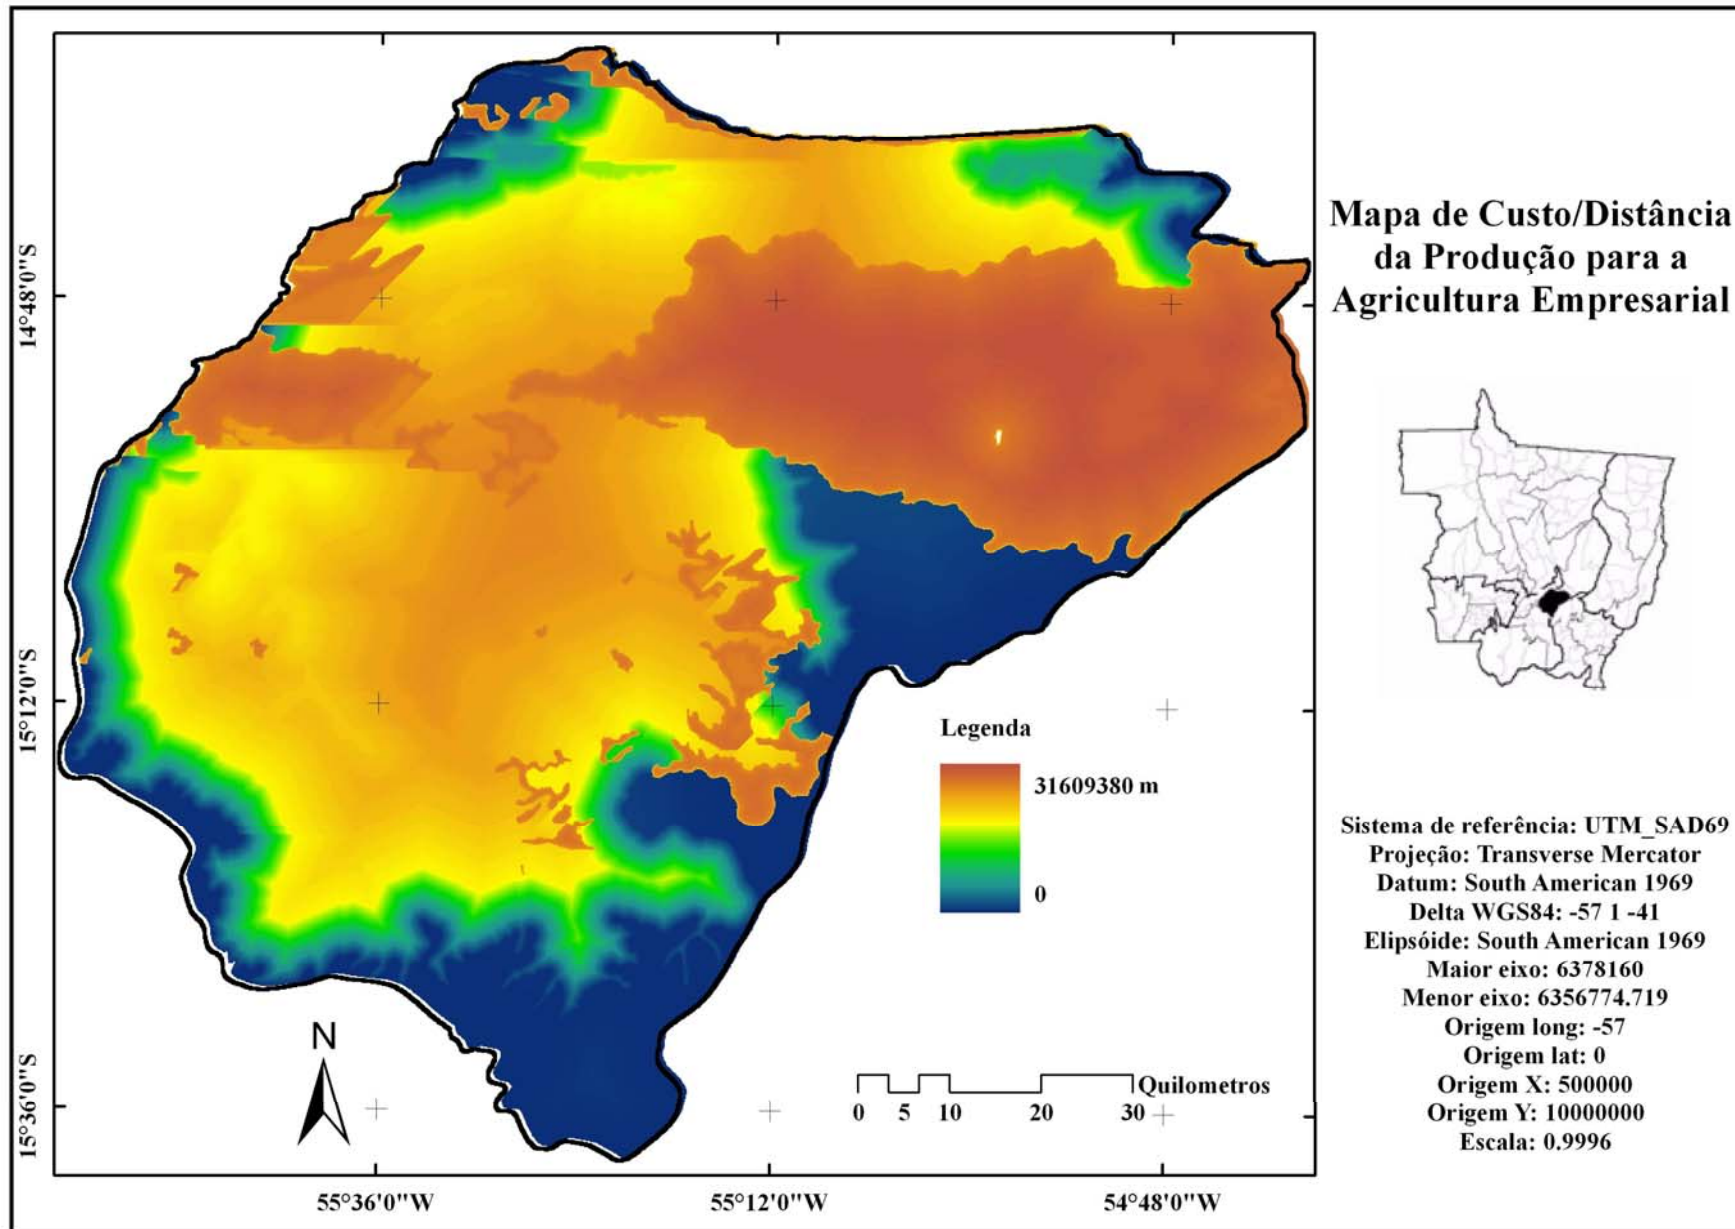 Mapa de Custo/Distância
da Produção para a
Agricultura Empresarial
14°48'0"S
15°12'0"S
15°36'0"S
Legenda
31609380 m
0
Sistema de referência: UTM_SAD69
Projeção: Transverse Mercator
Datum: South American 1969
Delta WGS84: -57 1 -41
Elipsóide: South American 1969
Maior eixo: 6378160
Menor eixo: 6356774.719
Origem long: -57
Origem lat: 0
Origem X: 500000
Origem Y: 10000000
Escala: 0.9996
N
Quilometros
0 5 10 20 30
55°36'0"W 55°12'0"W 54°48'0"W